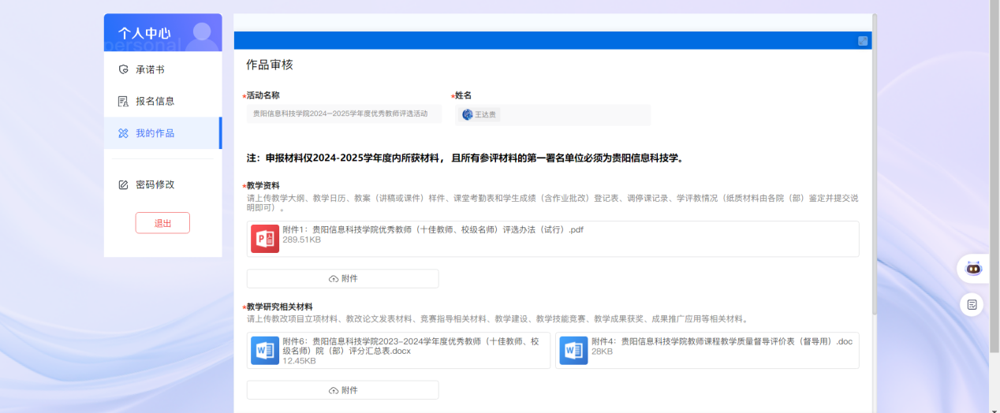 个人中心
personal
承诺书
报名信息
我的作品
密码修改
退出
作品审核
*活动名称
*姓名
贵阳信息科技学院2024—2025学年度优秀教师评选活动
王达贵
注：申报材料仅2024-2025学年度内所获材料，且所有参评材料的第一署名单位必须为贵阳信息科技学。
*教学资料
请上传教学大纲、教学日历、教案（讲稿或课件）样件、课堂考勤表和学生成绩（含作业批改）登记表、调停课记录、学评教情况（纸质材料由各院（部）鉴定并提交说
明即可）。
附件1：贵阳信息科技学院优秀教师（十佳教师、校级名师）评选办法（试行）.pdf
289.51KB
附件
*教学研究相关材料
请上传教改项目立项材料、教改论文发表材料、竞赛指导相关材料、教学建设、教学技能竞赛、教学成果获奖、成果推广应用等相关材料。
附件6：贵阳信息科技学院2023–2024学年度优秀教师（十佳教师、校
级名师）院（部）评分汇总表.docx
12.45KB
附件4：贵阳信息科技学院教师课程教学质量督导评价表（督导用）.doc
28KB
附件